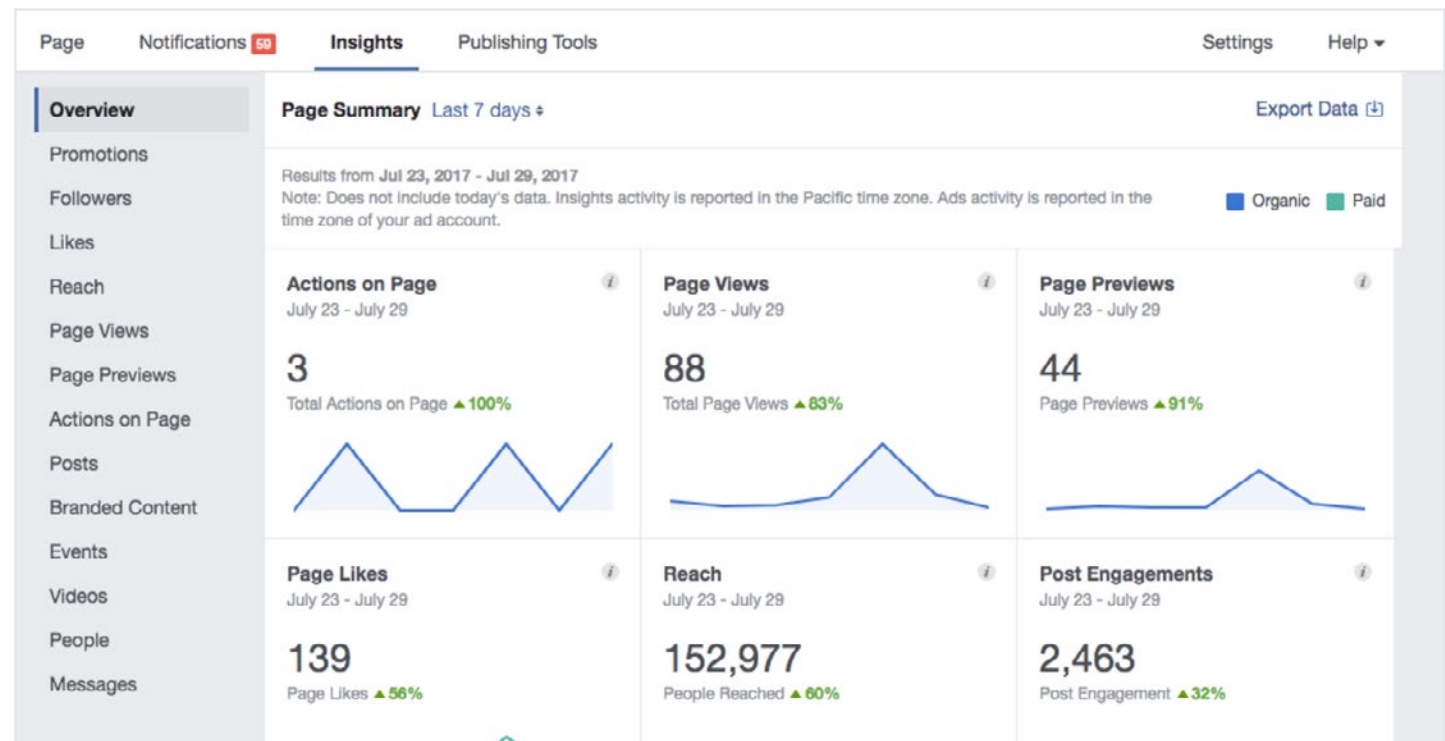 Page Notifications 59 Insights Publishing Tools Settings Help
Overview
Promotions
Followers
Likes
Reach
Page Views
Page Previews
Actions on Page
Posts
Branded Content
Events
Videos
People
Messages
Page Summary Last 7 days Export Data
Results from Jul 23, 2017 - Jul 29, 2017
Note: Does not include today's data. Insights activity is reported in the Pacific time zone. Ads activity is reported in the
time zone of your ad account.
Organic Paid
Actions on Page
July 23 - July 29
3
Total Actions on Page 100%
Page Views
July 23 - July 29
88
Total Page Views 83%
Page Previews
July 23 - July 29
44
Page Previews 91%
Page Likes
July 23 - July 29
139
Page Likes 56%
Reach
July 23 - July 29
152,977
People Reached 60%
Post Engagements
July 23 - July 29
2,463
Post Engagement 32%